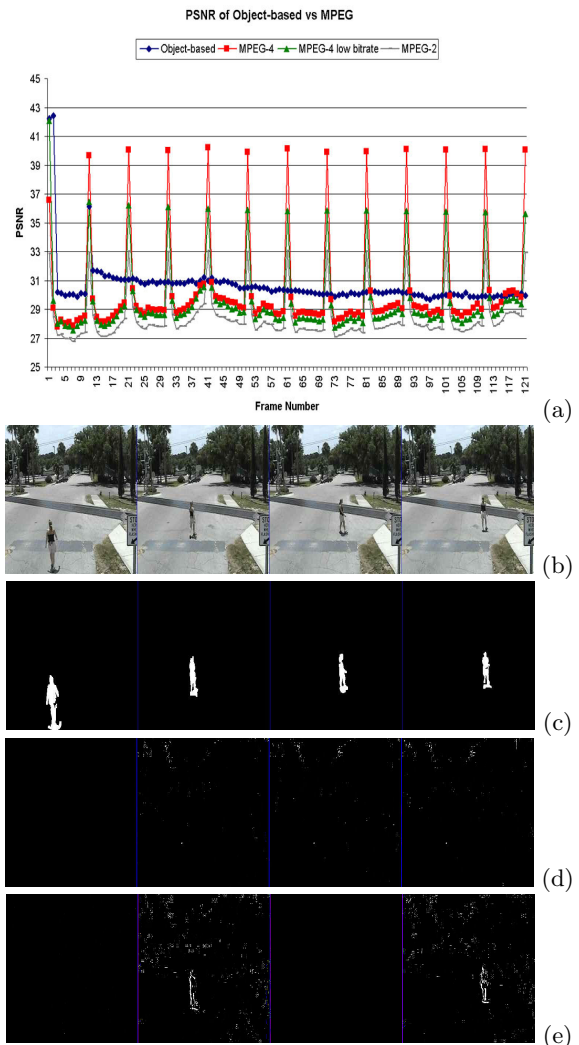 PSNR of Object-based vs MPEG
Object-based MPEG-4 MPEG-4 low bitrate MPEG-2
45
43
41
39
37
35
33
31
29
27
25
PSNR
1 5 9 13 17 21 25 29 33 37 41 45 49 53 57 61 65 69 73 77 81 85 89 93 97 101 105 109 113 117 121
Frame Number
(a)
(b)
(c)
(d)
(e)